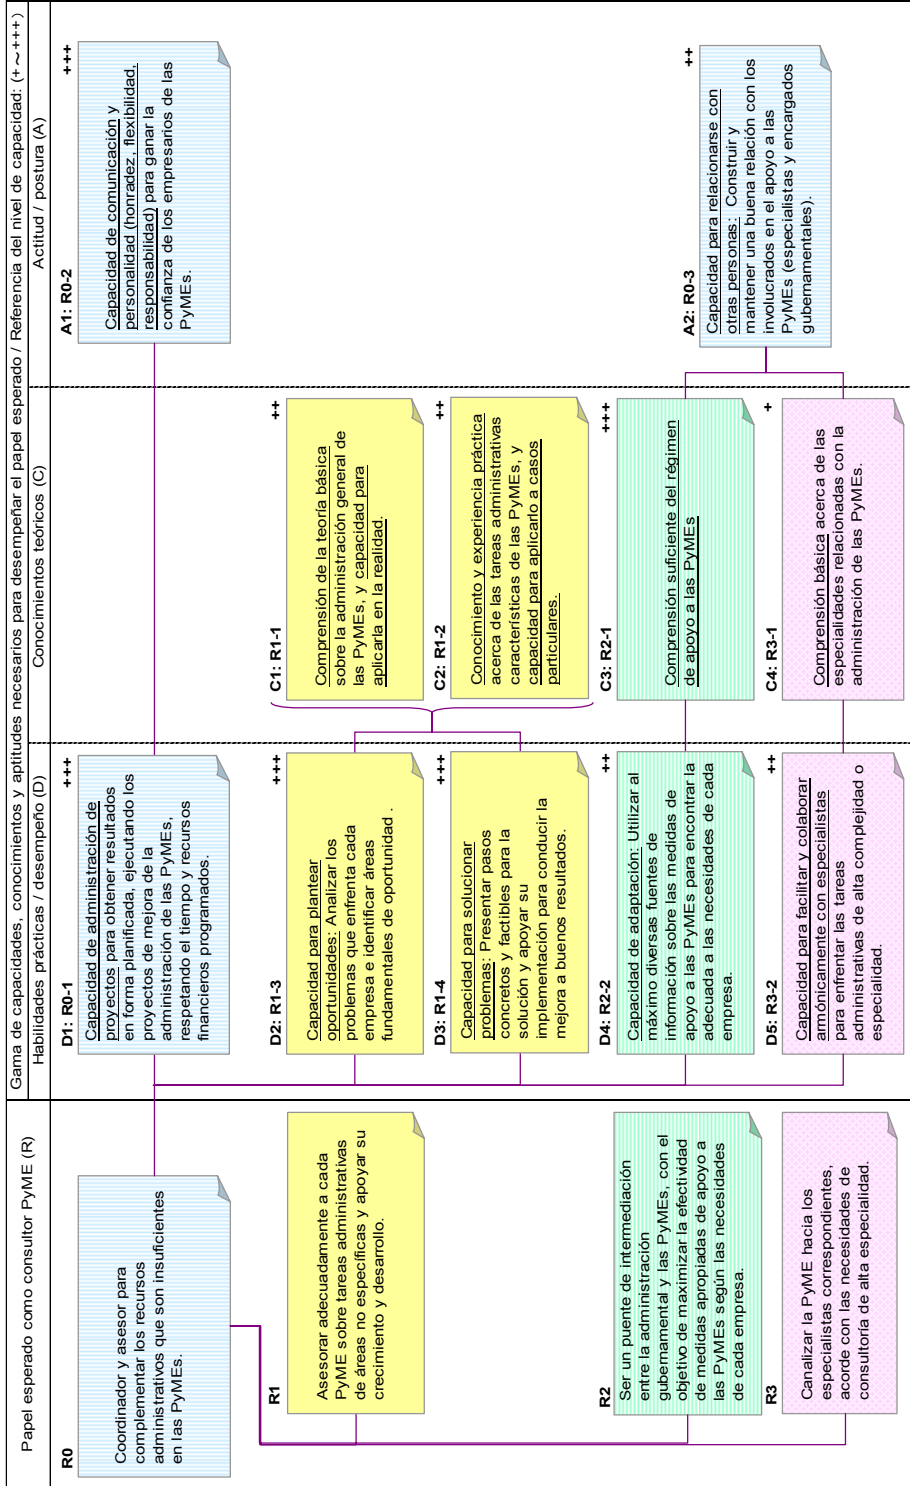 Papel esperado como consultor PyME (R)
Gama de capacidades, conocimientos y aptitudes necesarios para desempeñar el papel esperado / Referencia del nivel de capacidad: (+～+++)
Habilidades prácticas / desempeño (D)
Conocimientos teóricos (C)
Actitud / postura (A)
R0
Coordinador y asesor para
complementar los recursos
administrativos que son insuficientes
en las PyMEs.
D1: R0-1
+++
Capacidad de administración de
proyectos para obtener resultados
en forma planificada, ejecutando los
proyectos de mejora de la
administración de las PyMEs,
respetando el tiempo y recursos
financieros programados.
A1: R0-2
+++
Capacidad de comunicación y
personalidad (honradez, flexibilidad,
responsabilidad) para ganar la
confianza de los empresarios de las
PyMEs.
R1
Asesorar adecuadamente a cada
PyME sobre tareas administrativas
de áreas no específicas y apoyar su
crecimiento y desarrollo.
D2: R1-3
+++
Capacidad para plantear
oportunidades: Analizar los
problemas que enfrenta cada
empresa e identificar áreas
fundamentales de oportunidad .
C1: R1-1
++
Comprensión de la teoría básica
sobre la administración general de
las PyMEs, y capacidad para
aplicarla en la realidad.
D3: R1-4
+++
Capacidad para solucionar
problemas: Presentar pasos
concretos y factibles para la
solución y apoyar su
implementación para conducir la
mejora a buenos resultados.
C2: R1-2
++
Conocimiento y experiencia práctica
acerca de las tareas administrativas
características de las PyMEs, y
capacidad para aplicarlo a casos
particulares.
R2
Ser un puente de intermediación
entre la administración
gubernamental y las PyMEs, con el
objetivo de maximizar la efectividad
de medidas apropiadas de apoyo a
las PyMEs según las necesidades
de cada empresa.
D4: R2-2
++
Capacidad de adaptación: Utilizar al
máximo diversas fuentes de
información sobre las medidas de
apoyo a las PyMEs para encontrar la
adecuada a las necesidades de cada
empresa.
C3: R2-1
+++
Comprensión suficiente del régimen
de apoyo a las PyMEs
A2: R0-3
++
Capacidad para relacionarse con
otras personas: Construir y
mantener una buena relación con los
involucrados en el apoyo a las
PyMEs (especialistas y encargados
gubernamentales).
R3
Canalizar la PyME hacia los
especialistas correspondientes,
acorde con las necesidades de
consultoría de alta especialidad.
D5: R3-2
++
Capacidad para facilitar y colaborar
armónicamente con especialistas
para enfrentar las tareas
administrativas de alta complejidad o
especialidad.
C4: R3-1
+
Comprensión básica acerca de las
especialidades relacionadas con la
administración de las PyMEs.